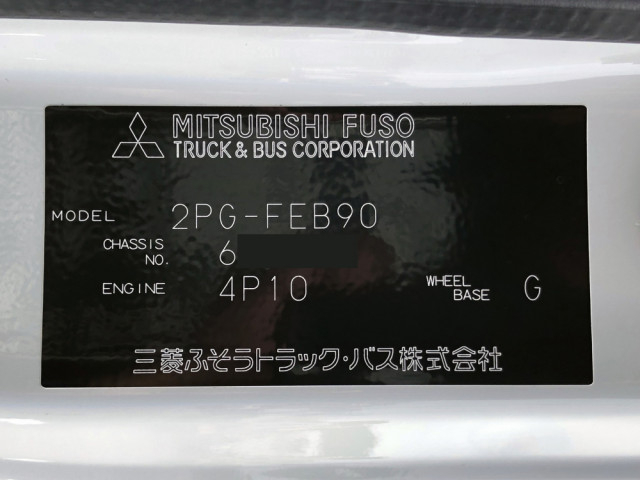 MITSUBISHI FUSO
TRUCK & BUS CORPORATION
MODEL 2PG-FEB90
CHASSIS NO. 6
ENGINE 4P10 WHEEL BASE G
三菱ふそうトラック・バス株式会社